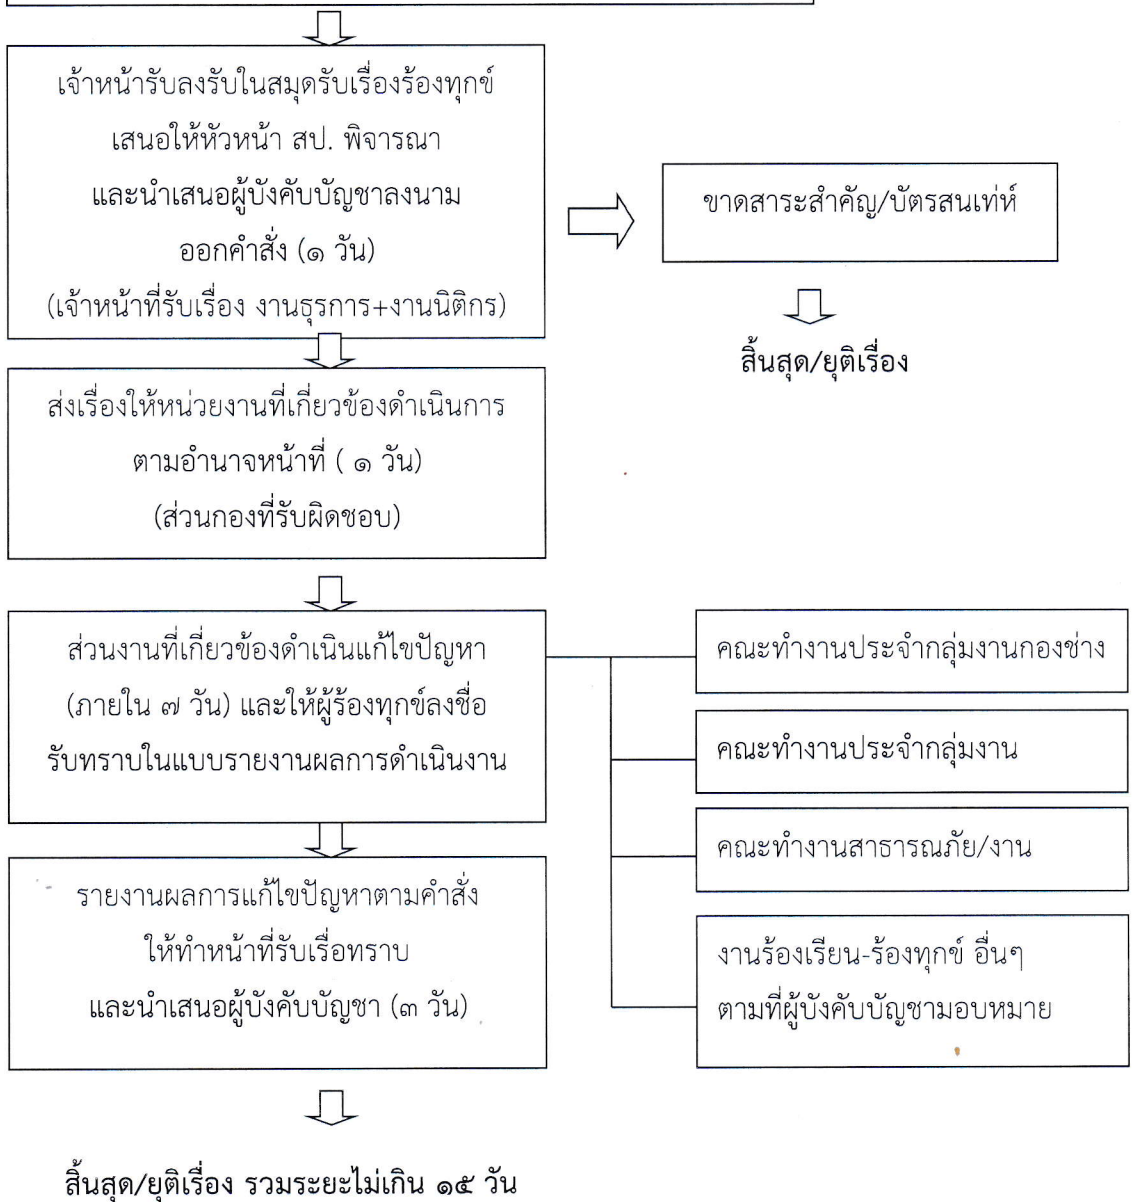 เจ้าหน้ารับลงรับในสมุดรับเรื่องร้องทุกข์
เสนอให้หัวหน้า สป. พิจารณา
และนำเสนอผู้บังคับบัญชาลงนาม
ออกคำสั่ง (๑ วัน)
(เจ้าหน้าที่รับเรื่อง งานธุรการ+งานนิติกร)
ขาดสาระสำคัญ/บัตรสนเท่ห์
สิ้นสุด/ยุติเรื่อง
ส่งเรื่องให้หน่วยงานที่เกี่ยวข้องดำเนินการ
ตามอำนาจหน้าที่ ( ๑ วัน)
(ส่วนกองที่รับผิดชอบ)
ส่วนงานที่เกี่ยวข้องดำเนินแก้ไขปัญหา
(ภายใน ๗ วัน) และให้ผู้ร้องทุกข์ลงชื่อ
รับทราบในแบบรายงานผลการดำเนินงาน
คณะทำงานประจำกลุ่มงานกองช่าง
คณะทำงานประจำกลุ่มงาน
คณะทำงานสาธารณภัย/งาน
งานร้องเรียน-ร้องทุกข์ อื่นๆ
ตามที่ผู้บังคับบัญชามอบหมาย
รายงานผลการแก้ไขปัญหาตามคำสั่ง
ให้ทำหน้าที่รับเรื่อทราบ
และนำเสนอผู้บังคับบัญชา (๓ วัน)
สิ้นสุด/ยุติเรื่อง รวมระยะไม่เกิน ๑๕ วัน